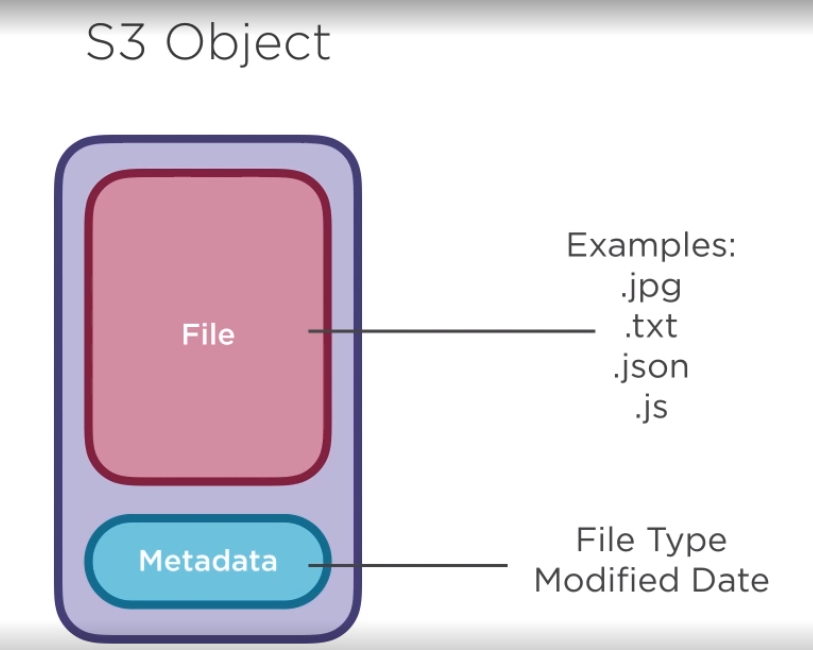 S3 Object
File
Examples:
.jpg
.txt
.json
.js
Metadata
File Type
Modified Date